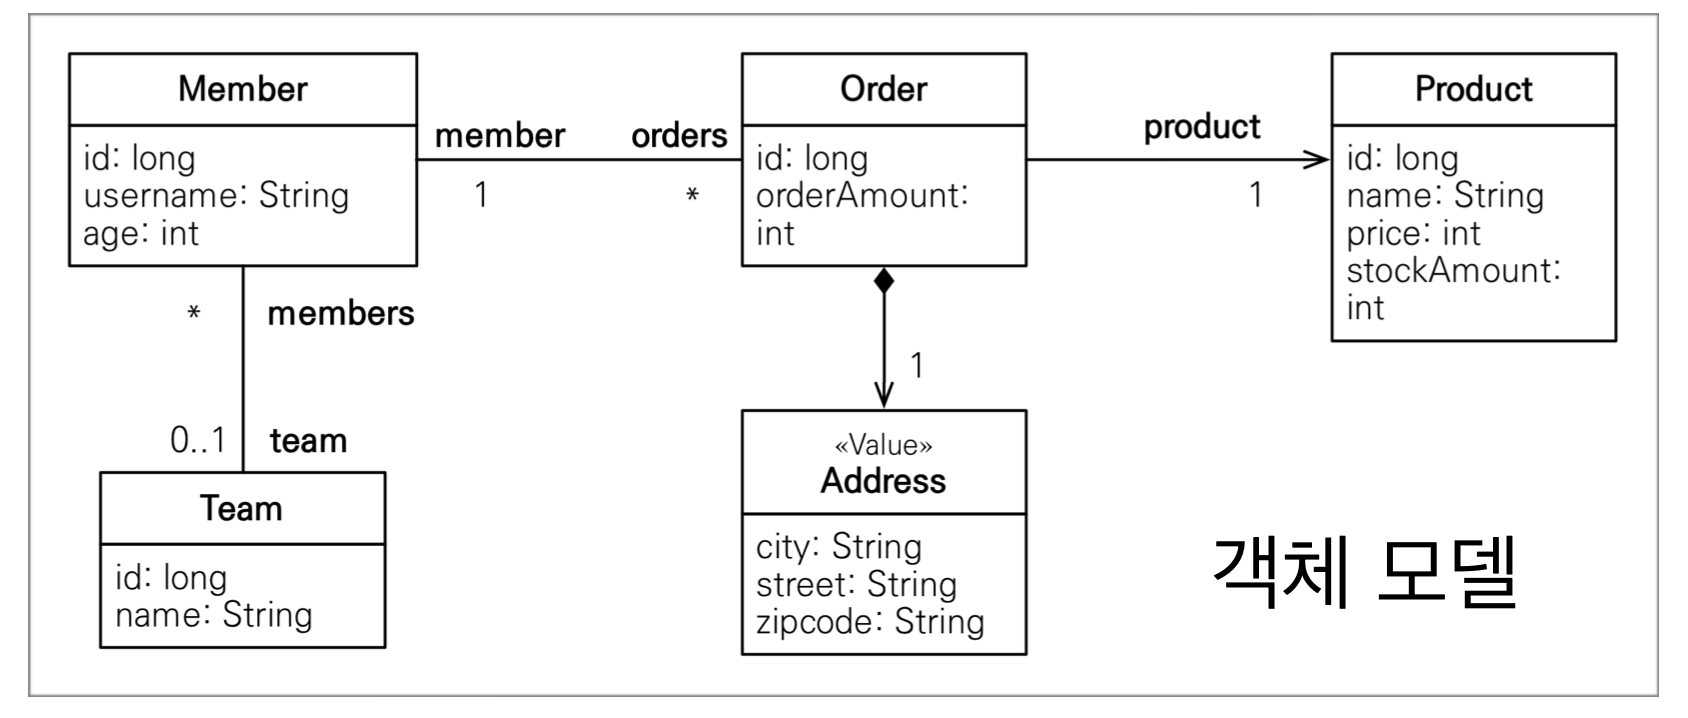 Member
id: long
username: String
age: int
member
1
orders
*
Order
id: long
orderAmount:
int
product
1
Product
id: long
name: String
price: int
stockAmount:
int
*
members
0..1
team
Team
id: long
name: String
1
«Value»
Address
city: String
street: String
zipcode: String
객체 모델